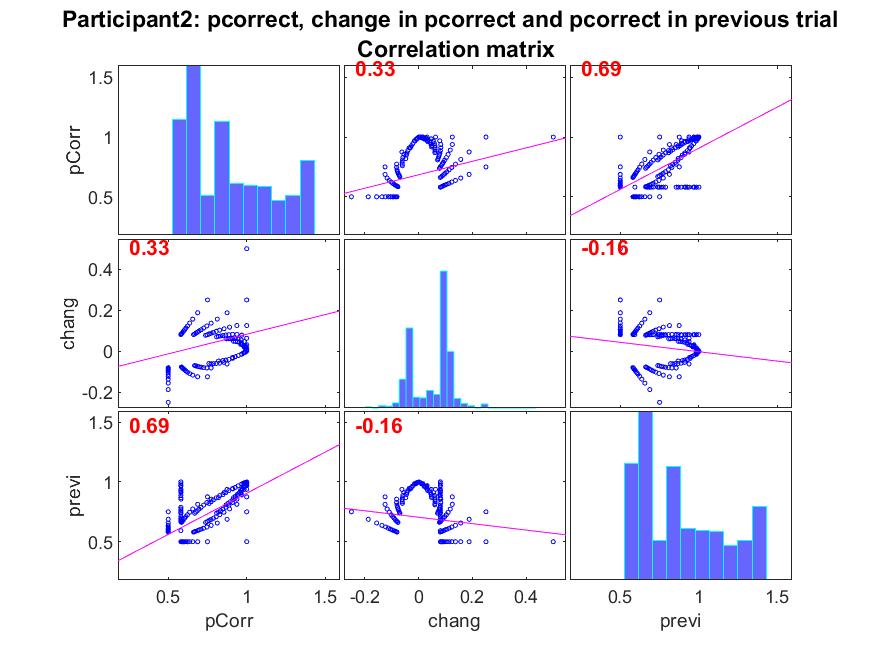 Participant2: pcorrect, change in pcorrect and pcorrect in previous trial
Correlation matrix
pCorr
1.5
1
0.5
0.33
0.69
chang
0.4
0.2
0
-0.2
0.33
-0.16
previ
1.5
1
0.5
0.69
-0.16
0.5 1 1.5
-0.2 0 0.2 0.4
0.5 1 1.5
pCorr
chang
previ